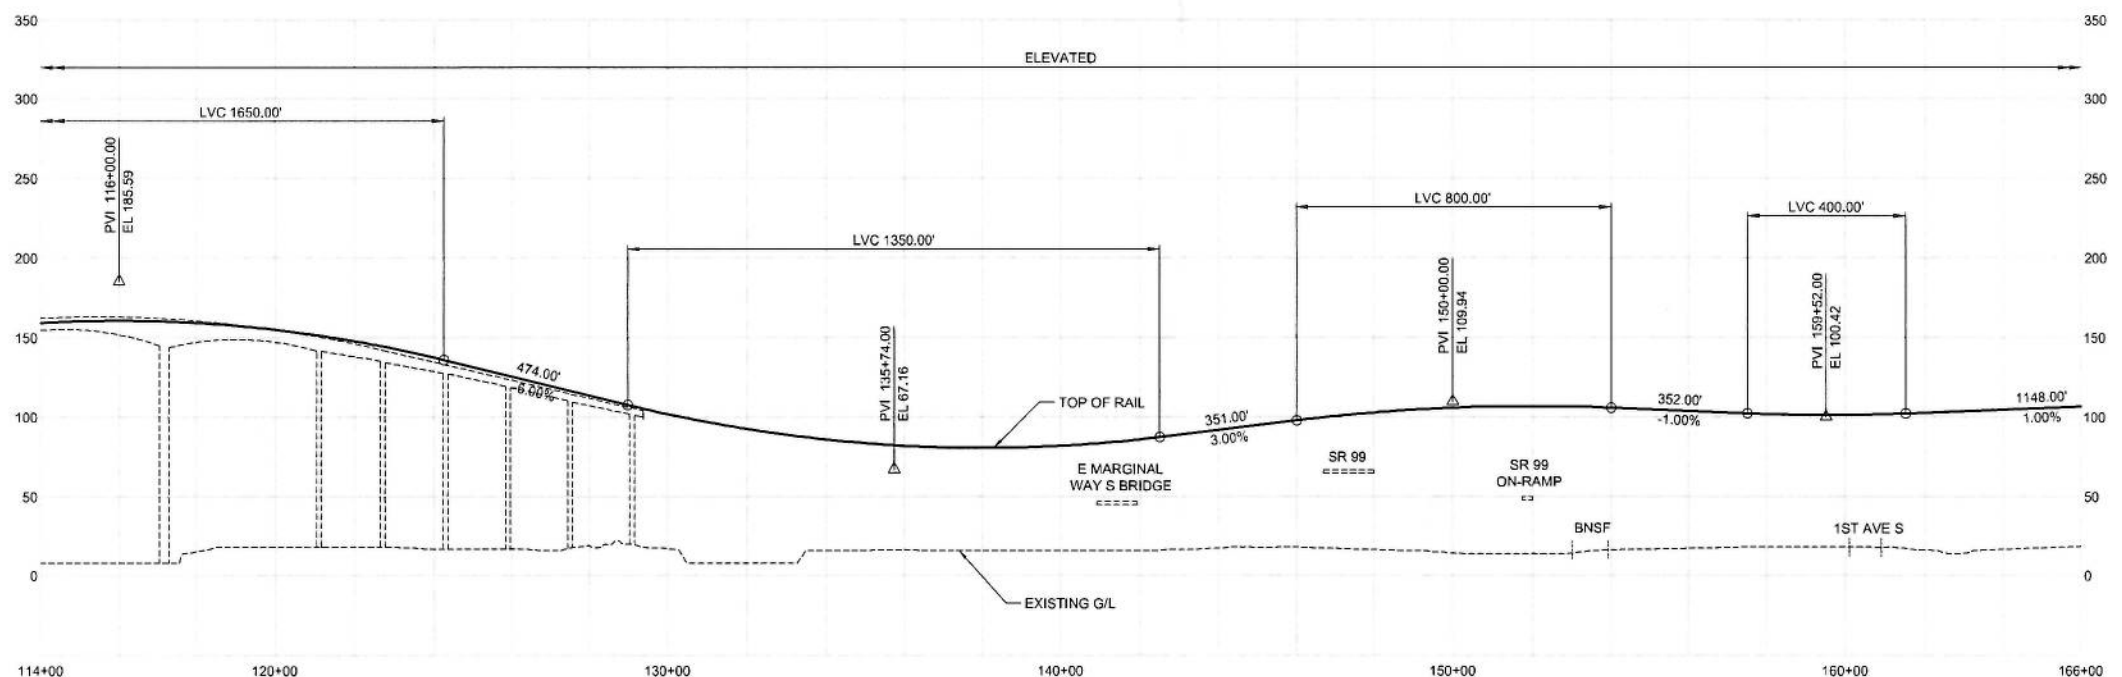 350
350
ELEVATED
300
300
LVC 1650.00'
PVI 116+00.00
EL 185.59
250
250
LVC 800.00'
LVC 400.00'
200
200
LVC 1350.00'
PVI 150+00.00
EL 109.94
PVI 159+52.00
EL 100.42
150
150
PVI 135+74.00
EL 67.16
474.00'
-6.00%
100
100
TOP OF RAIL
351.00'
3.00%
352.00'
-1.00%
1148.00'
1.00%
E MARGINAL
WAY S BRIDGE
SR 99
SR 99
ON-RAMP
50
50
BNSF
1ST AVE S
0
0
EXISTING G/L
114+00
120+00
130+00
140+00
150+00
160+00
166+00